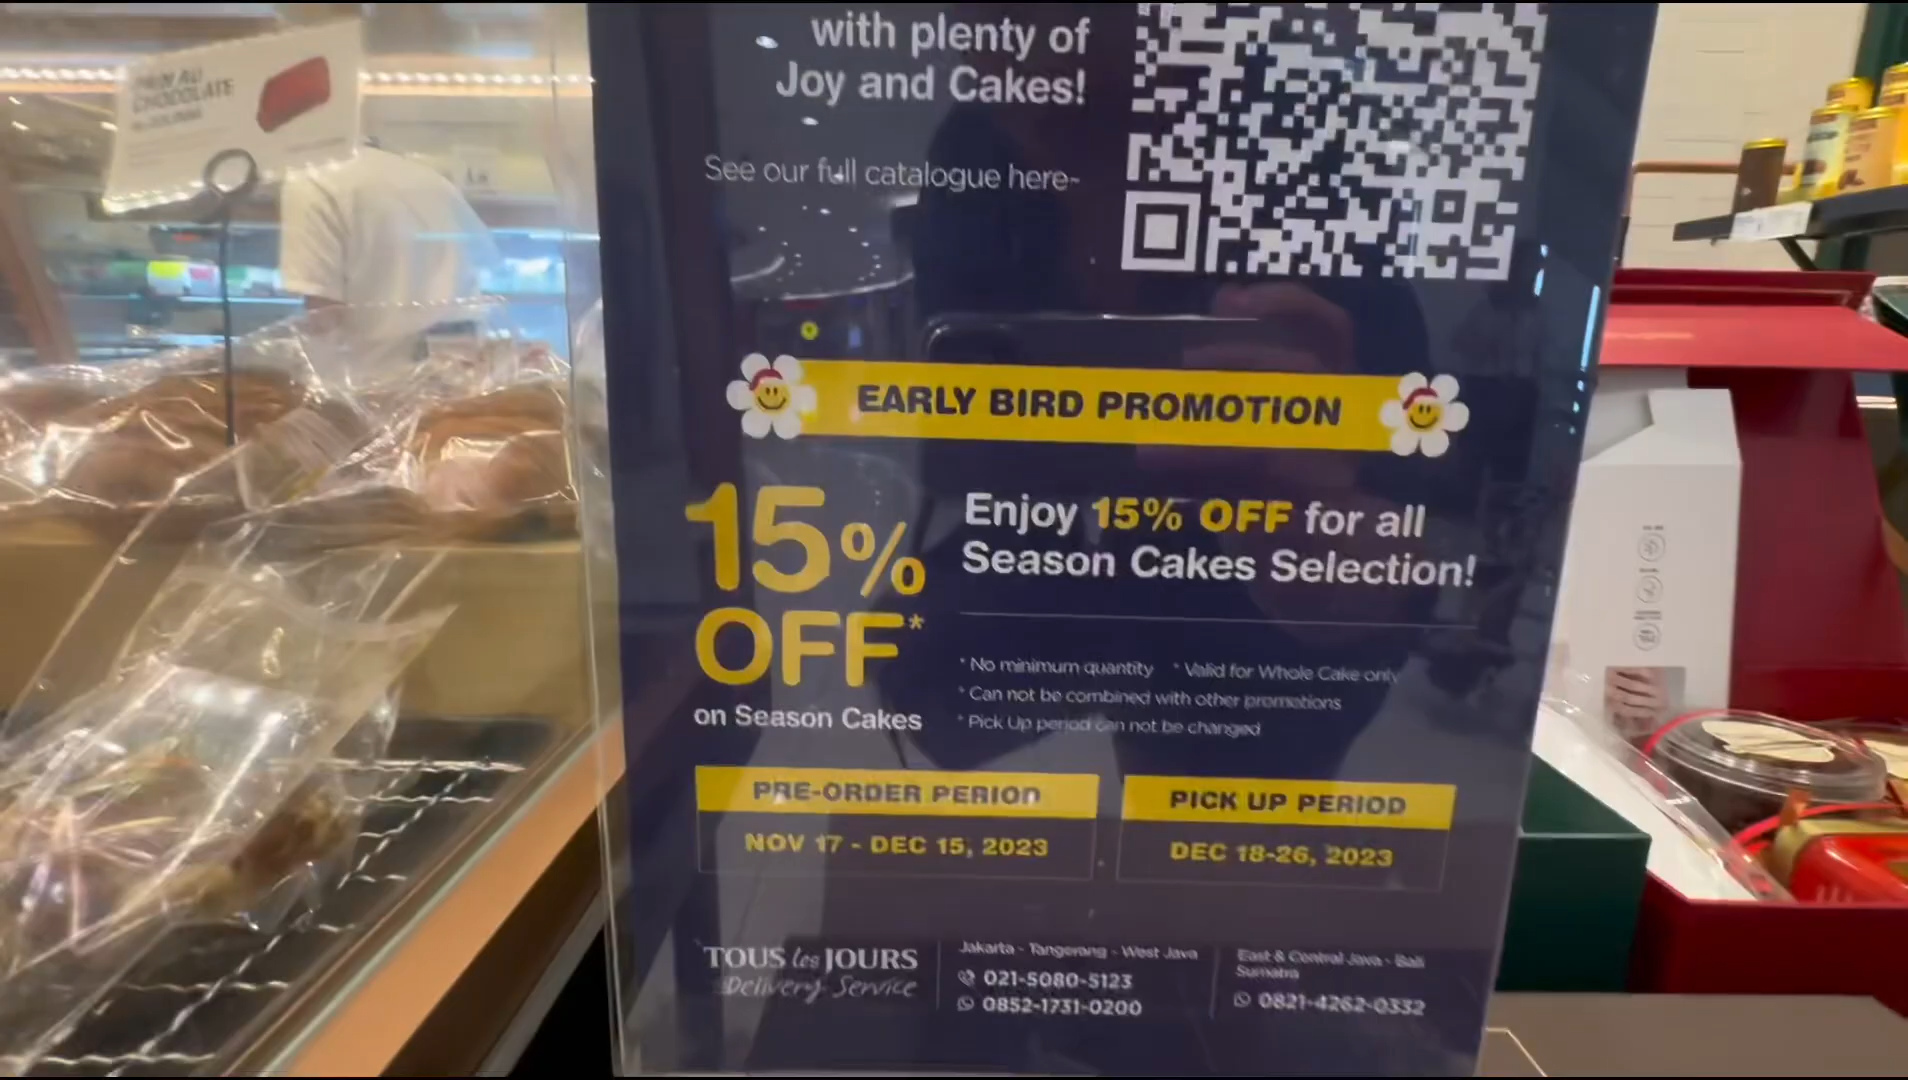 PAIN AU
CHOCOLATE
with plenty of
Joy and Cakes!
See our full catalogue here~
EARLY BIRD PROMOTION
15%
OFF*
on Season Cakes
Enjoy 15% OFF for all
Season Cakes Selection!
* No minimum quantity * Valid for Whole Cake only
* Can not be combined with other promotions
* Pick Up period can not be changed
PRE-ORDER PERIOD
NOV 17 - DEC 15, 2023
PICK UP PERIOD
DEC 18-26, 2023
TOUS les JOURS
Delivery Service
Jakarta - Tangerang - West Java
021-5080-5123
0852-1731-0200
East & Central Java - Bali
Sumatra
0821-4262-0332